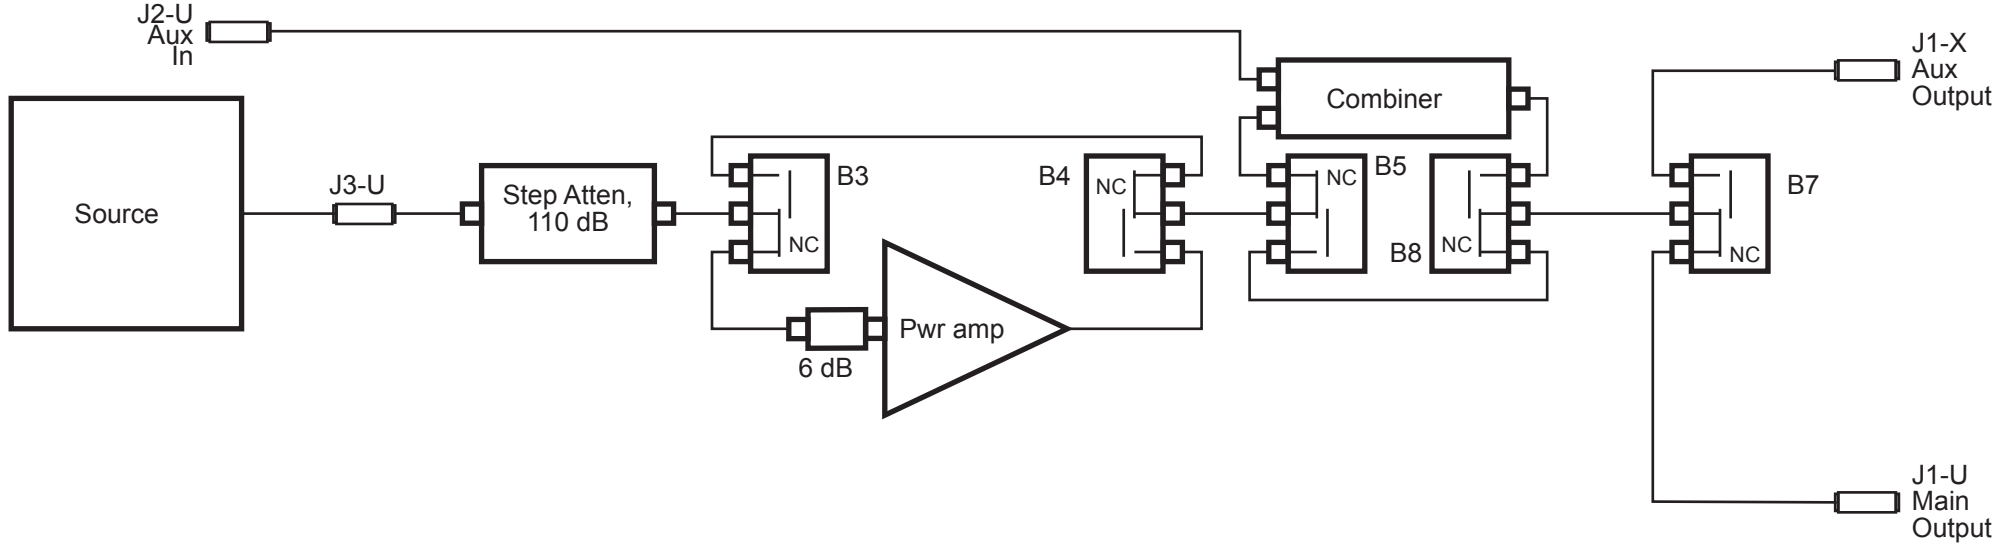 J2-U
Aux
In
J1-X
Aux
Output
Combiner
Source
J3-U
Step Atten,
110 dB
B3
NC
B4
NC
B5
NC
B8
NC
B7
NC
Pwr amp
6 dB
J1-U
Main
Output